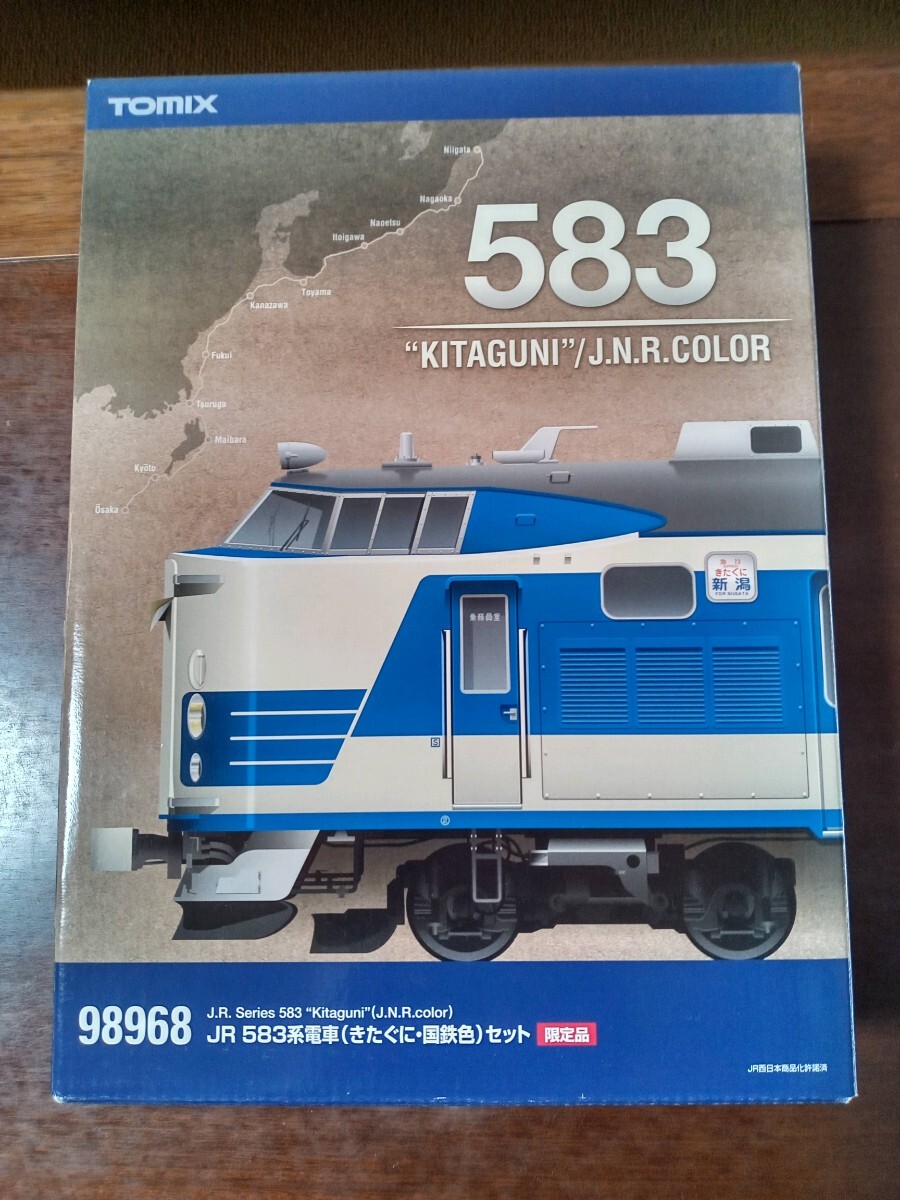 TOMIX
Niigata
Nagaoka
Naoetsu
Itoigawa
Toyama
Kanazawa
Fukui
Tsuruga
Maibara
Kyōto
Ōsaka
583
“KITAGUNI”/J.N.R.COLOR
急行
きたぐに
新潟
FOR NIIGATA
乗務員室
S
2
98968
J.R. Series 583 “Kitaguni”(J.N.R.color)
JR 583系電車(きたぐに・国鉄色)セット 限定品
JR西日本商品化許諾済